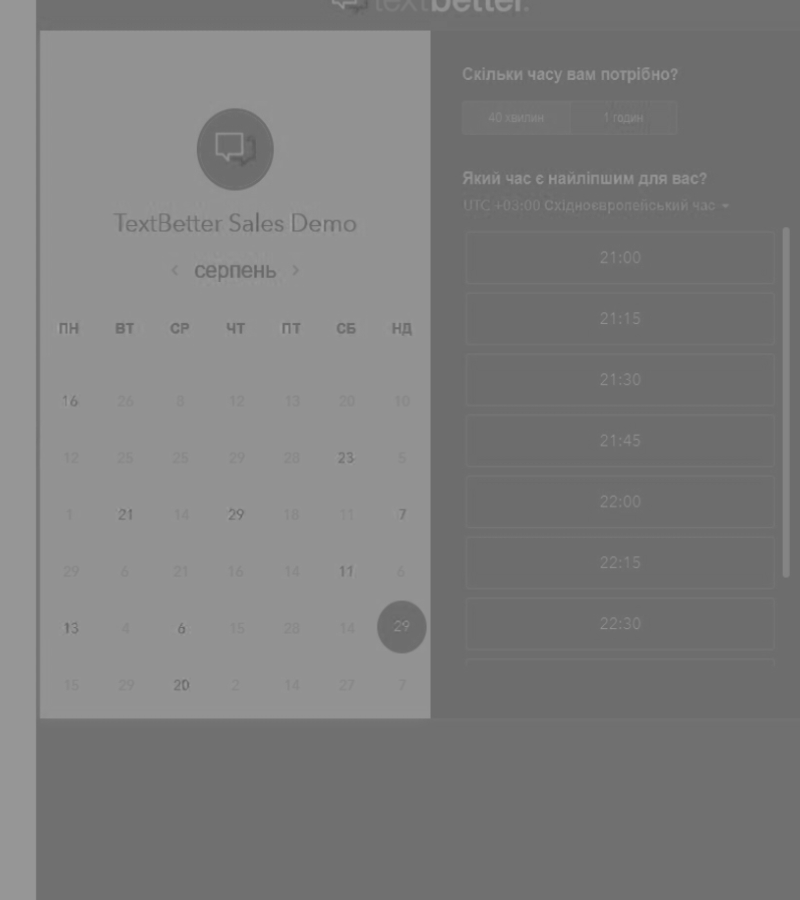 textbetter.
TextBetter Sales Demo
< серпень >
ПН ВТ СР ЧТ ПТ СБ НД
16 26 8 12 13 20 10
12 25 25 29 28 23 5
1 21 14 29 18 11 7
29 6 21 16 14 11 6
13 4 6 15 28 14 29
15 29 20 2 14 27 7
Скільки часу вам потрібно?
40 хвилин 1 годин
Який час є найліпшим для вас?
UTC +03:00 Східноєвропейський час
21:00
21:15
21:30
21:45
22:00
22:15
22:30